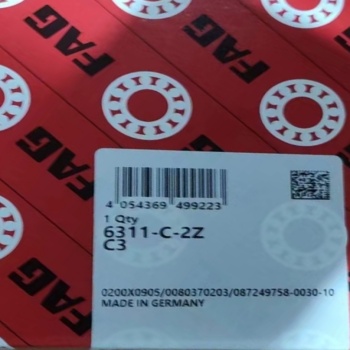 FAG
FAG
FAG
FAG
4 054369 499223
1 Qty
6311-C-2Z
C3
0200X0905/0080370203/087249758-0030-10
MADE IN GERMANY